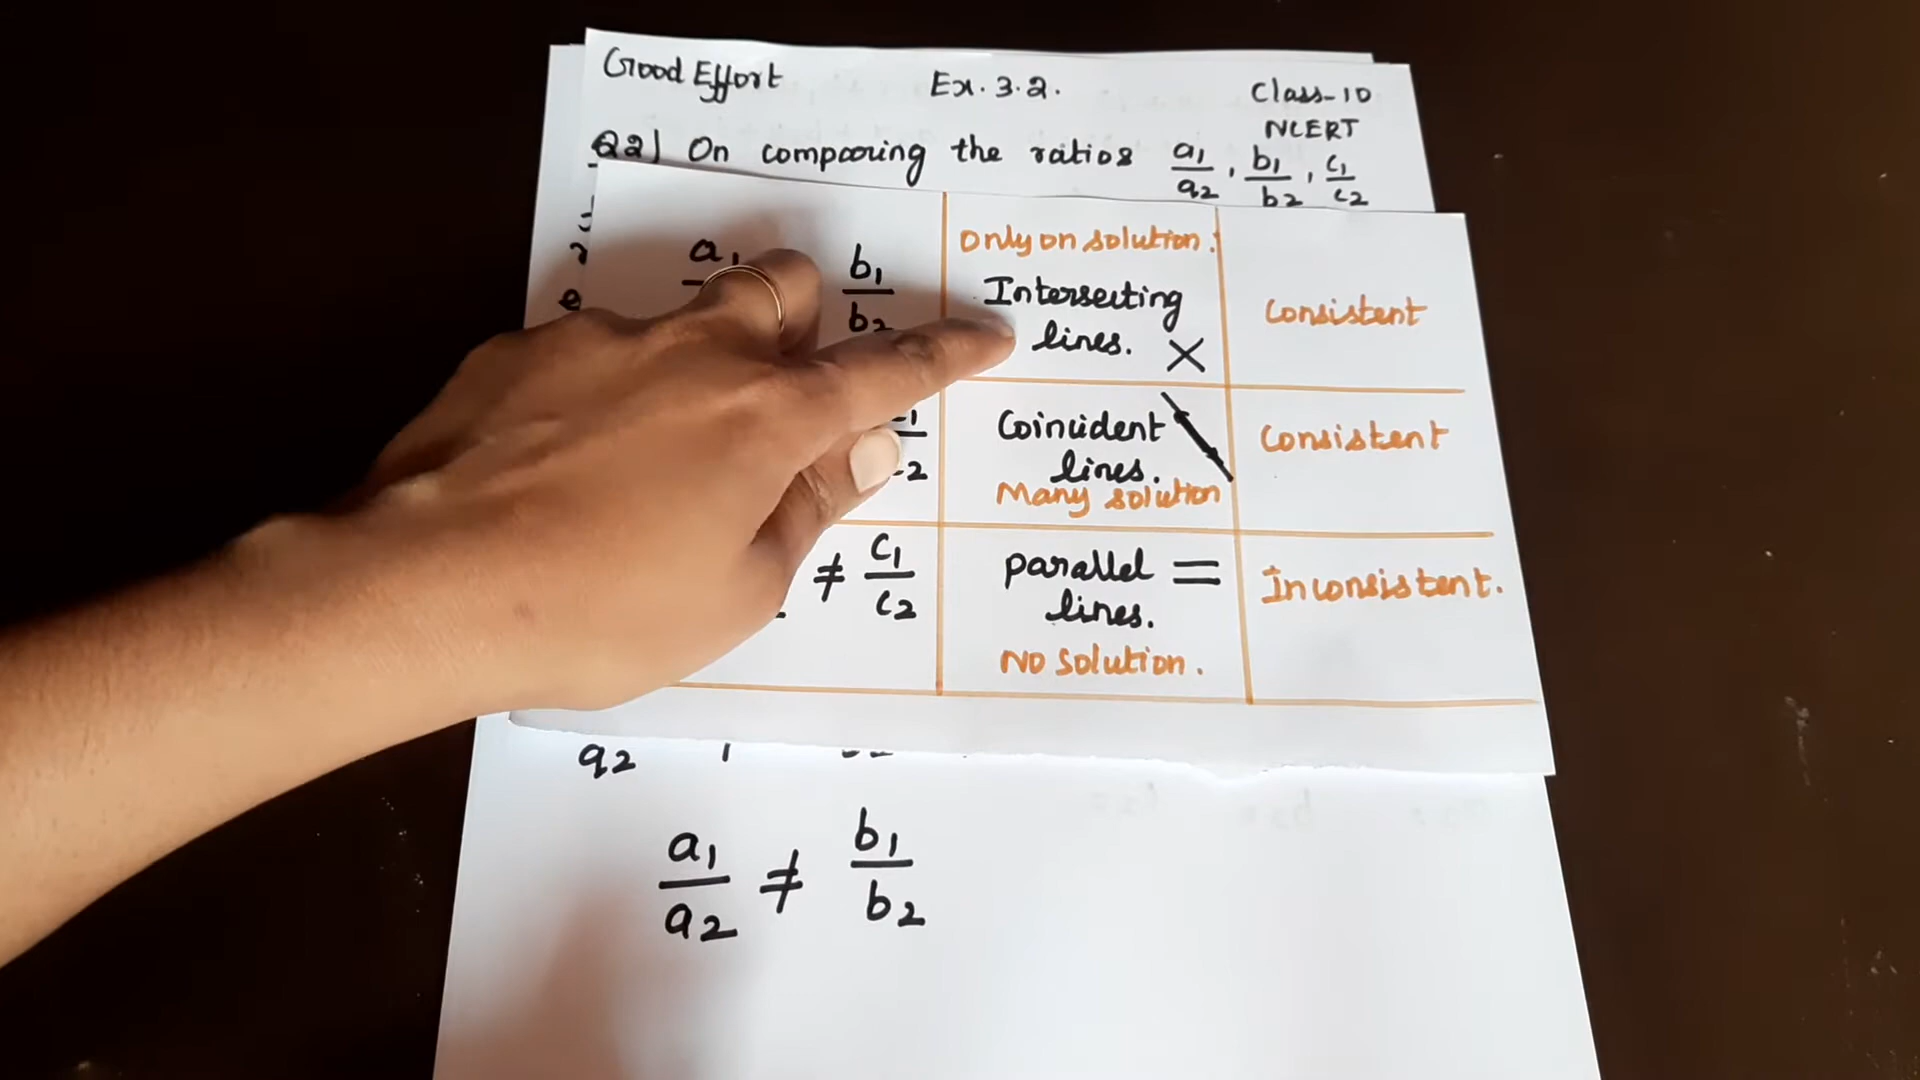 Good Effort Ex. 3.2. Class-10
NCERT
Q2) On comparing the ratios a1/a2, b1/b2, c1/c2
a1 b1/b2
Only on solution.
Intersecting
lines.
Consistent
Coincident
lines.
Many solution
Consistent
≠ c1/c2
parallel =
lines.
No solution.
Inconsistent.
a2
a1/a2 ≠ b1/b2